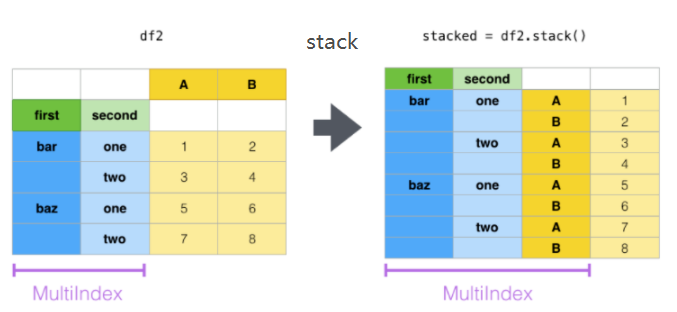 df2
stack
stacked = df2.stack()
A B
first second
bar one 1 2
two 3 4
baz one 5 6
two 7 8
MultiIndex
first second
bar one A 1
B 2
two A 3
B 4
baz one A 5
B 6
two A 7
B 8
MultiIndex